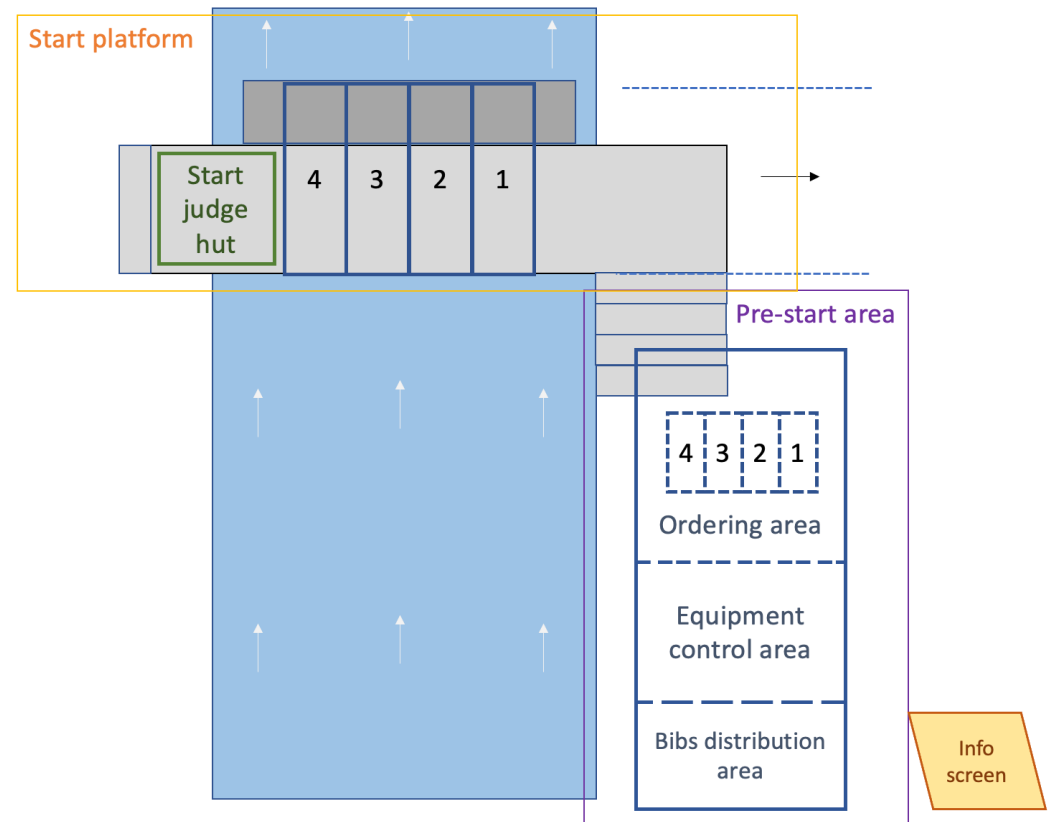 Start platform
Start
judge
hut
4 3 2 1
Pre-start area
4 3 2 1
Ordering area
Equipment
control area
Bibs distribution
area
Info
screen